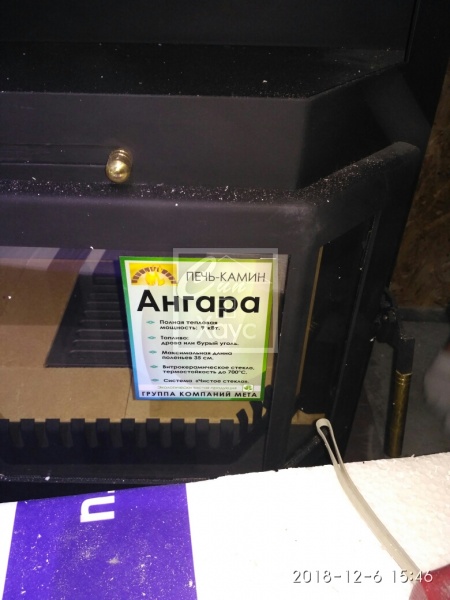 ПЕЧЬ-КАМИН
Ангара
Полная тепловая
мощность: 9 кВт.
Топливо:
дрова или бурый уголь.
Максимальная длина
поленьев 35 см.
Витрокерамическое стекло,
термостойкость до 700°С.
Система «Чистое стекло».
ГРУППА КОМПАНИЙ МЕТА
Хаус
2018-12-6 15:46